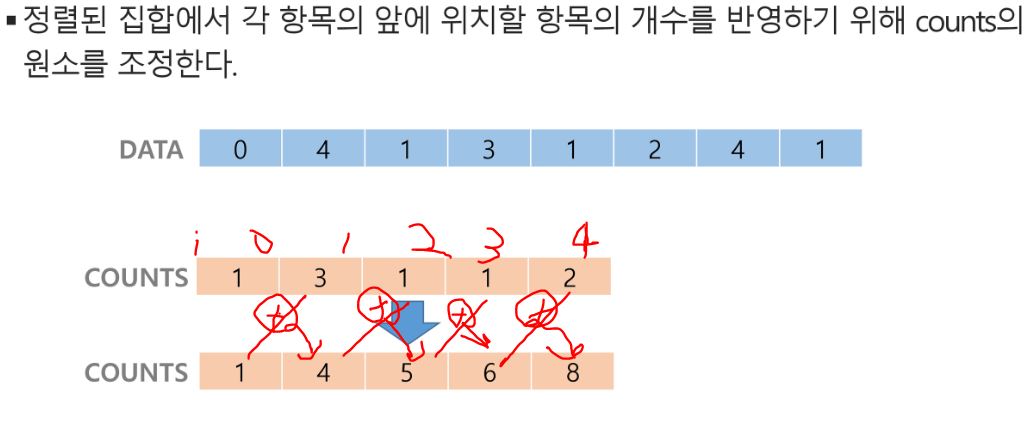 ▪ 정렬된 집합에서 각 항목의 앞에 위치할 항목의 개수를 반영하기 위해 counts의
원소를 조정한다.
DATA 0 4 1 3 1 2 4 1
i 0 1 2 3 4
COUNTS 1 3 1 1 2
+ + + +
COUNTS 1 4 5 6 8